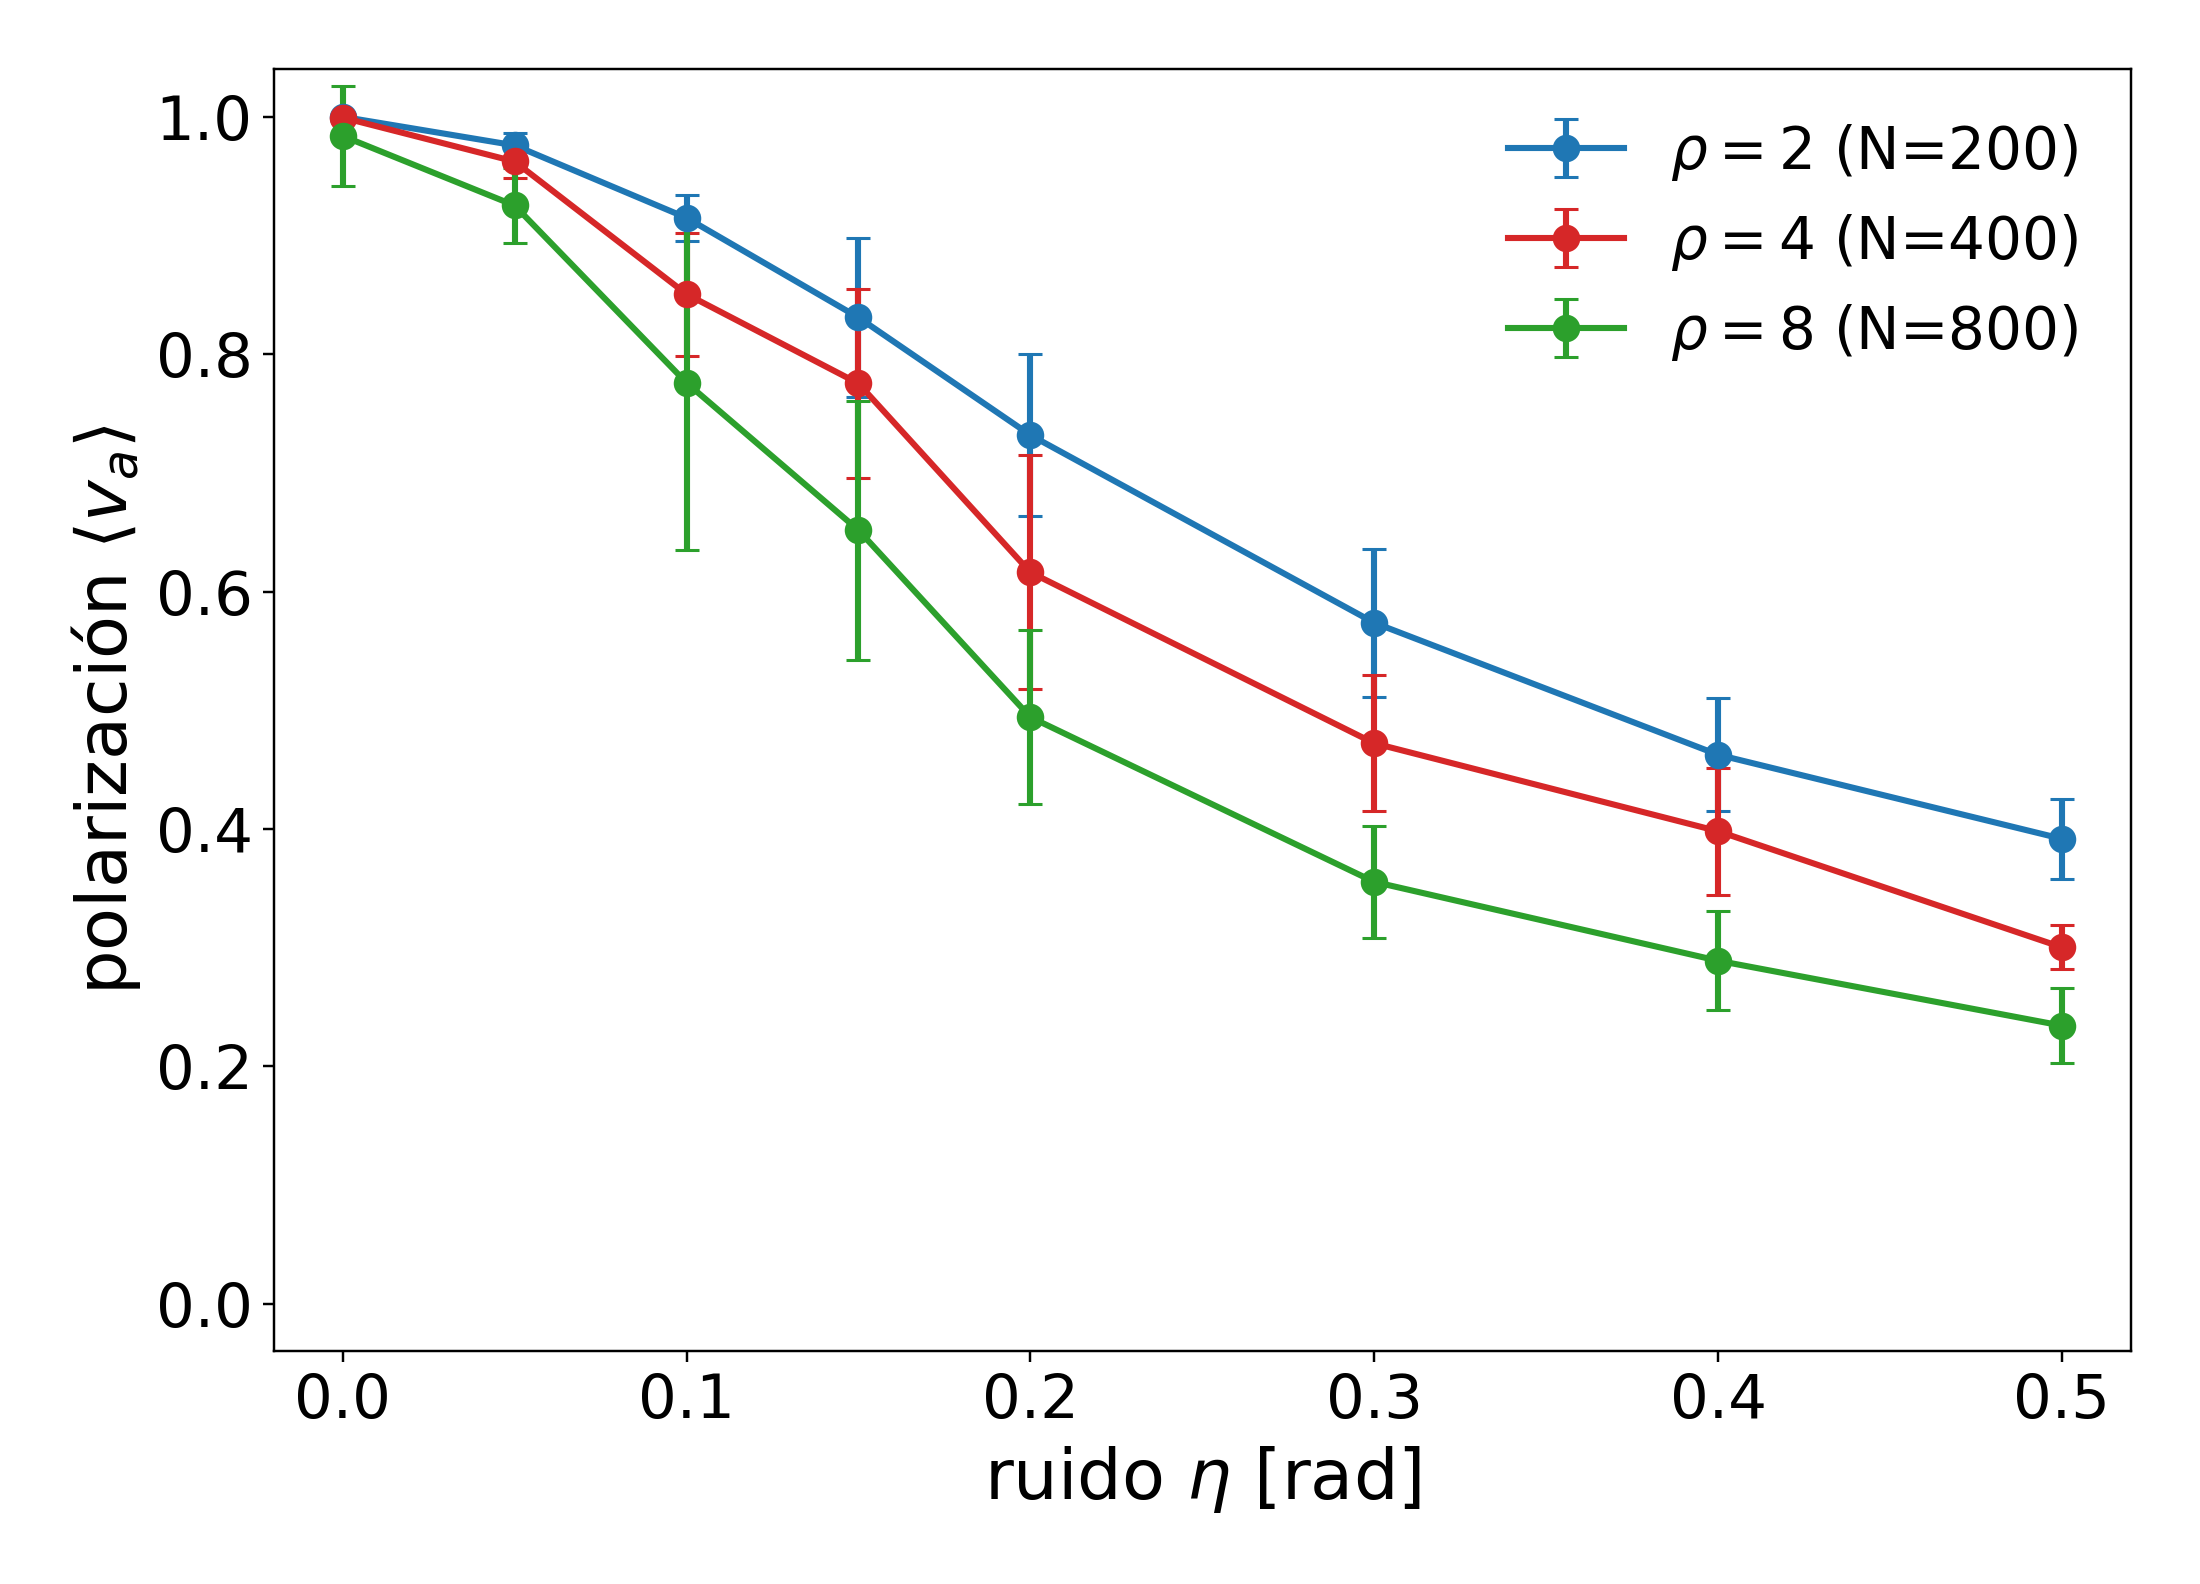 ρ = 2 (N=200)
ρ = 4 (N=400)
ρ = 8 (N=800)
polarización ⟨vₐ⟩
1.0
0.8
0.6
0.4
0.2
0.0
0.0 0.1 0.2 0.3 0.4 0.5
ruido η [rad]